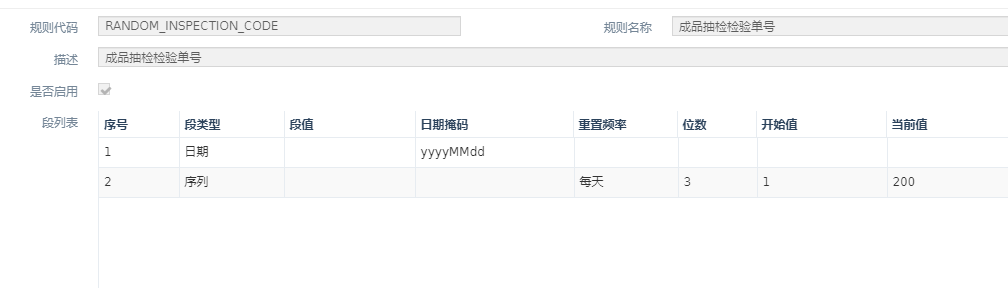 规则代码 RANDOM_INSPECTION_CODE 规则名称 成品抽检检验单号
描述 成品抽检检验单号
是否启用
段列表 序号 段类型 段值 日期掩码 重置频率 位数 开始值 当前值
1 日期 yyyyMMdd
2 序列 每天 3 1 200